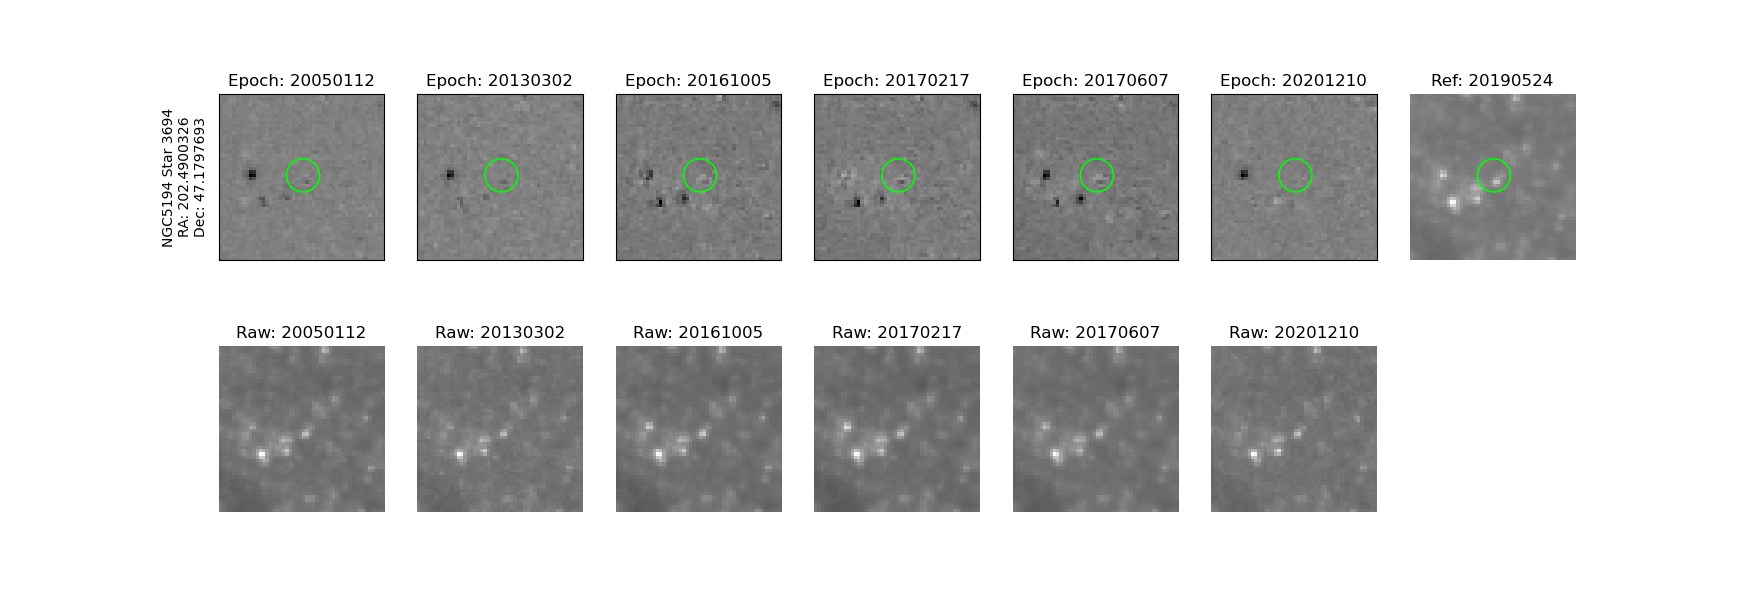 Epoch: 20050112
Epoch: 20130302
Epoch: 20161005
Epoch: 20170217
Epoch: 20170607
Epoch: 20201210
Ref: 20190524
NGC5194 Star 3694
RA: 202.4900326
Dec: 47.1797693
Raw: 20050112
Raw: 20130302
Raw: 20161005
Raw: 20170217
Raw: 20170607
Raw: 20201210